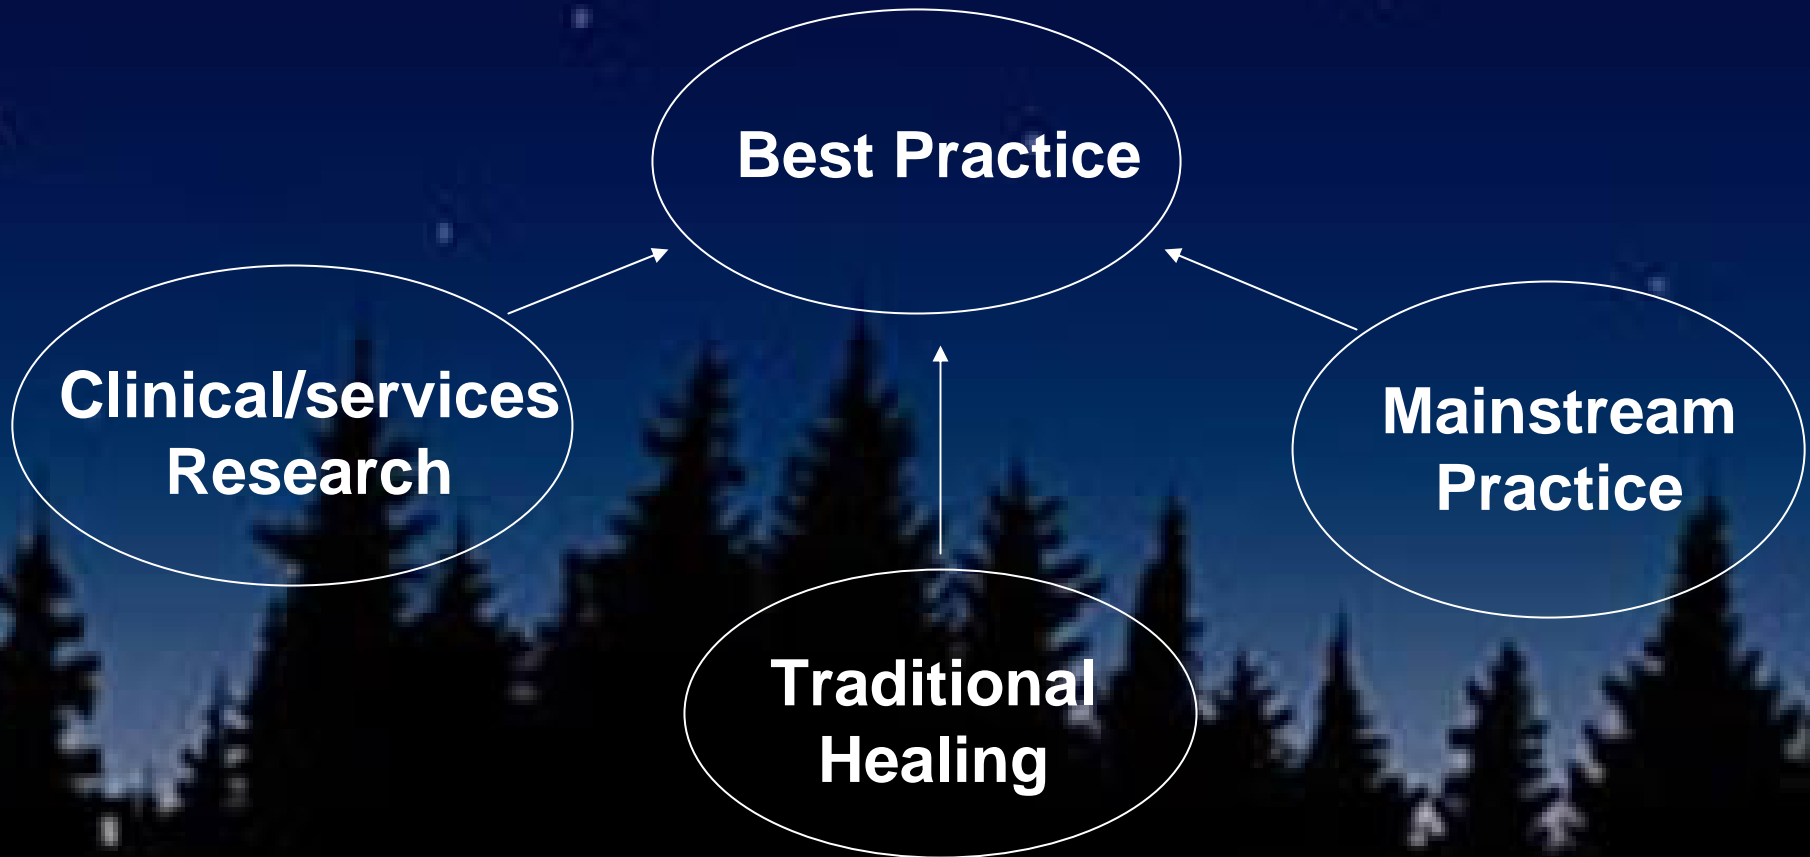 Best Practice
Clinical/services
Research
Mainstream
Practice
Traditional
Healing